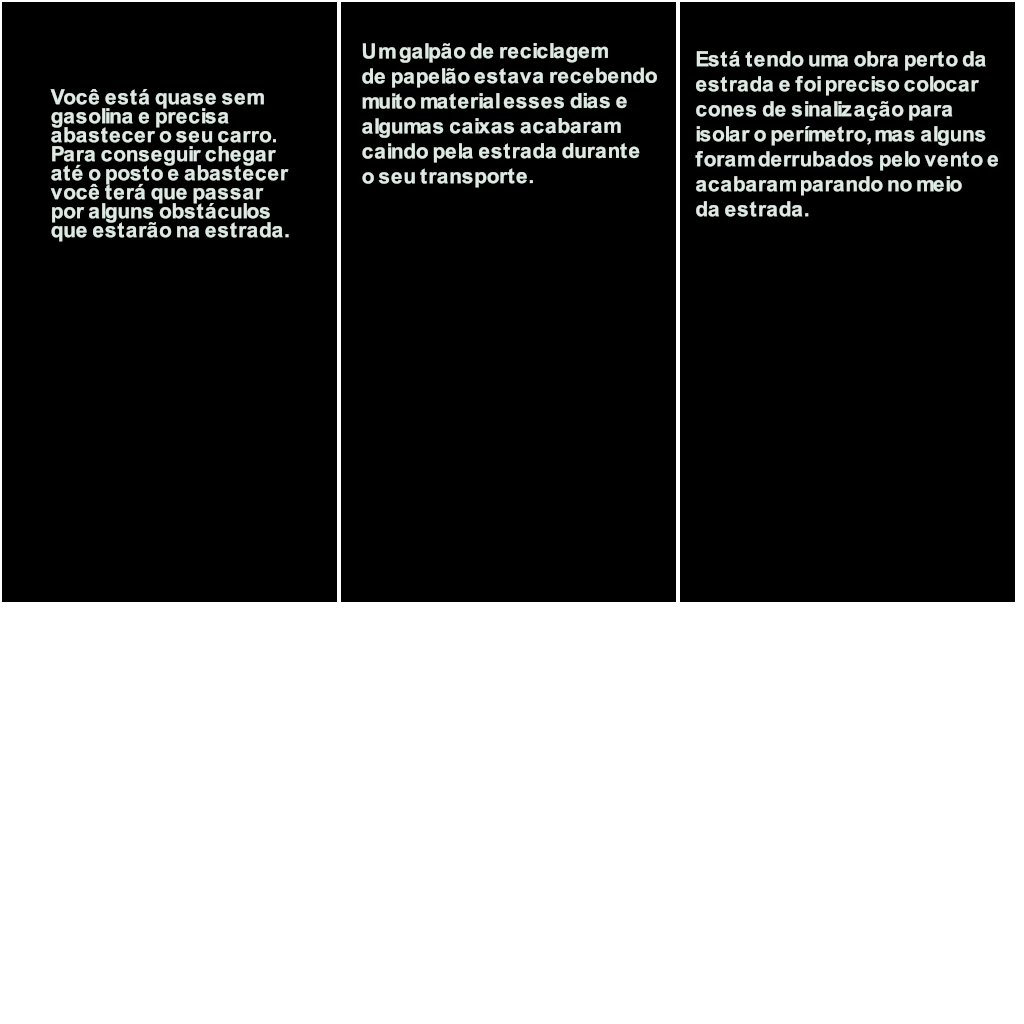 Você está quase sem
gasolina e precisa
abastecer o seu carro.
Para conseguir chegar
até o posto e abastecer
você terá que passar
por alguns obstáculos
que estarão na estrada.
Um galpão de reciclagem
de papelão estava recebendo
muito material esses dias e
algumas caixas acabaram
caindo pela estrada durante
o seu transporte.
Está tendo uma obra perto da
estrada e foi preciso colocar
cones de sinalização para
isolar o perímetro, mas alguns
foram derrubados pelo vento e
acabaram parando no meio
da estrada.